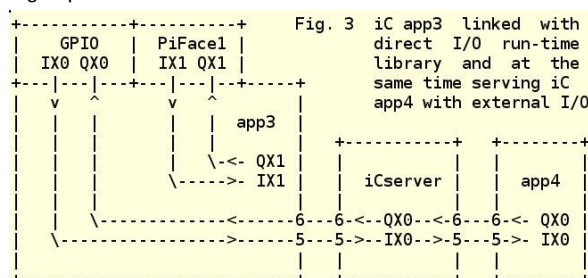 +-----------+----------+      Fig. 3  iC app3  linked  with
|   GPIO    |  PiFace1 |              direct  I/O  run-time
|  IX0 QX0  |  IX1 QX1 |              library  and  at  the
+---|---|---+---|---|--+-----+        same time serving iC
|   v   ^       v   ^        |        app4 with external I/O
|   |   |       |   |  app3  |
|   |   |       |   |        |   +-----------+   +--------+
|   |   |       |   \-<- QX1 |   |           |   |        |
|   |   |       \----->- IX1 |   | iCserver  |   |  app4  |
|   |   |                    |   |           |   |        |
|   |   \-------------<------6---6-<--QX0--<-6---5-<- QX0 |
|   \----------------->------5---5->--IX0-->-5---5->- IX0 |